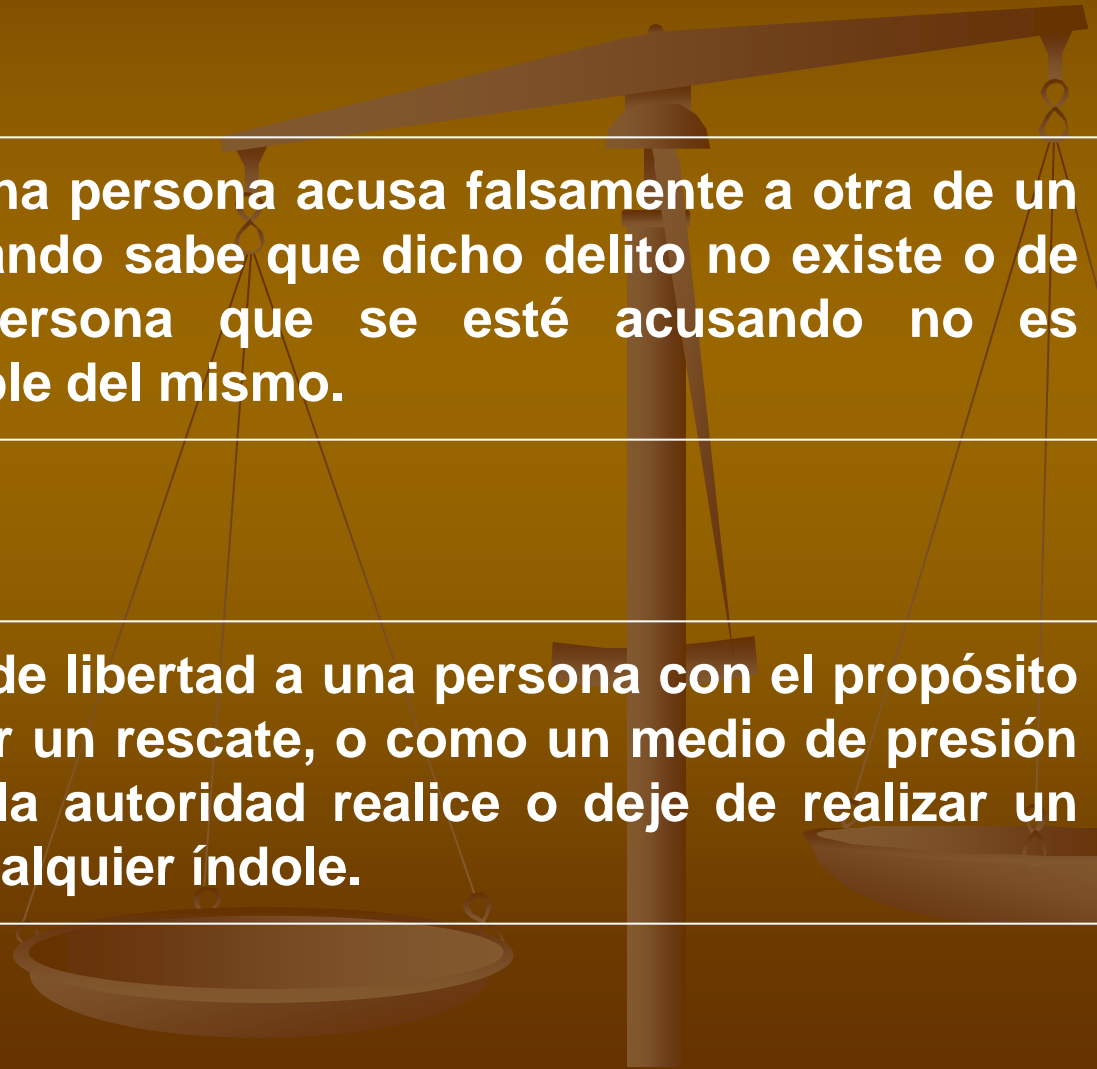 na persona acusa falsamente a otra de un
ando sabe que dicho delito no existe o de
ersona que se esté acusando no es
ble del mismo.
de libertad a una persona con el propósito
r un rescate, o como un medio de presión
la autoridad realice o deje de realizar un
alquier índole.